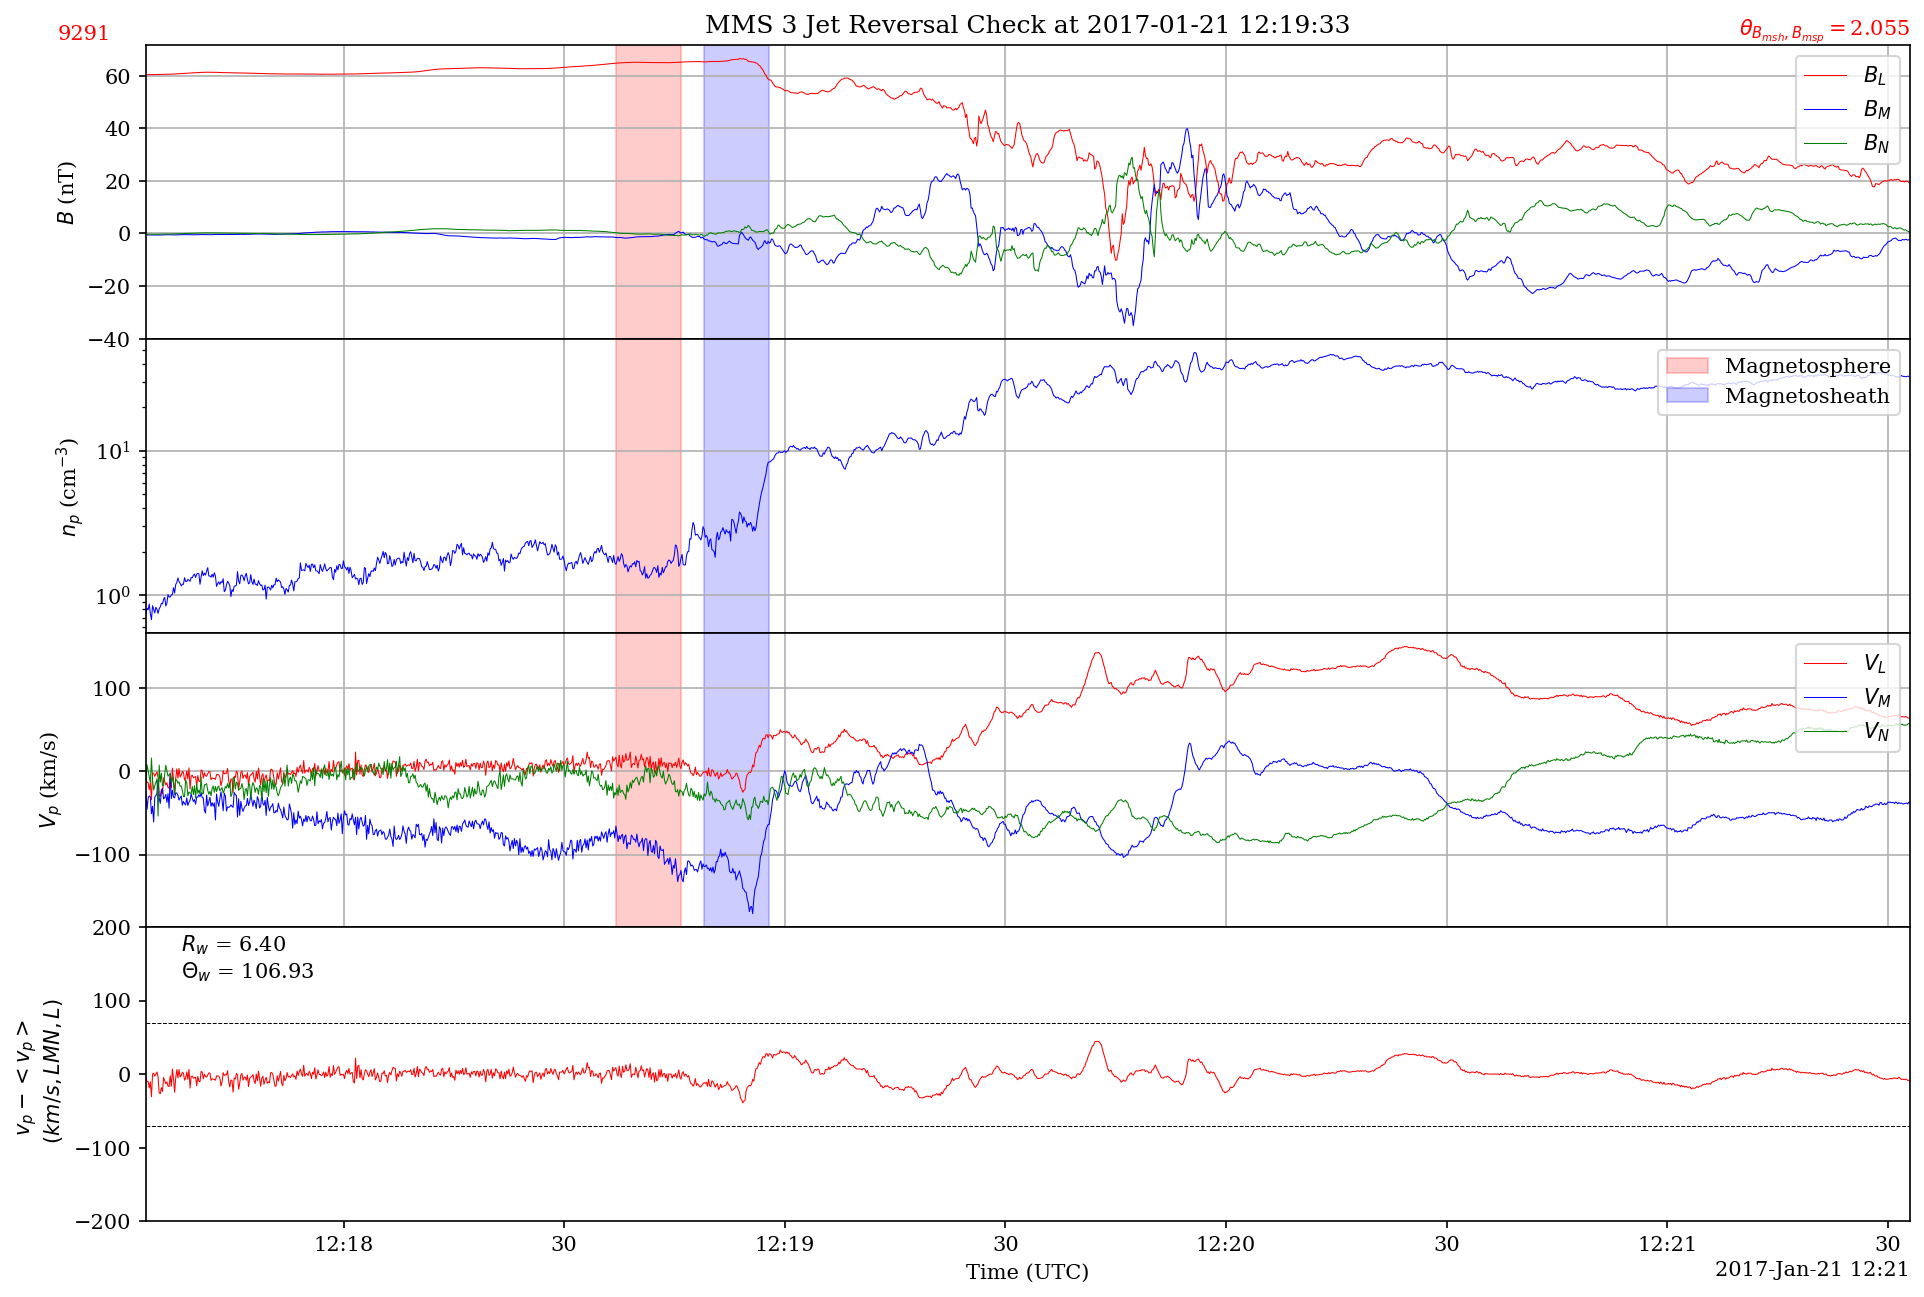 MMS 3 Jet Reversal Check at 2017-01-21 12:19:33
9291
θ_{B_{msh}, B_{msp}} = 2.055
60
40
20
0
−20
−40
B (nT)
B_L
B_M
B_N
10^1
10^0
n_p (cm^{−3})
Magnetosphere
Magnetosheath
100
0
−100
V_p (km/s)
V_L
V_M
V_N
200
100
0
−100
−200
v_p − < v_p >
(km/s, LMN, L)
R_w = 6.40
Θ_w = 106.93
12:18 30 12:19 30 12:20 30 12:21 30
Time (UTC)
2017-Jan-21 12:21